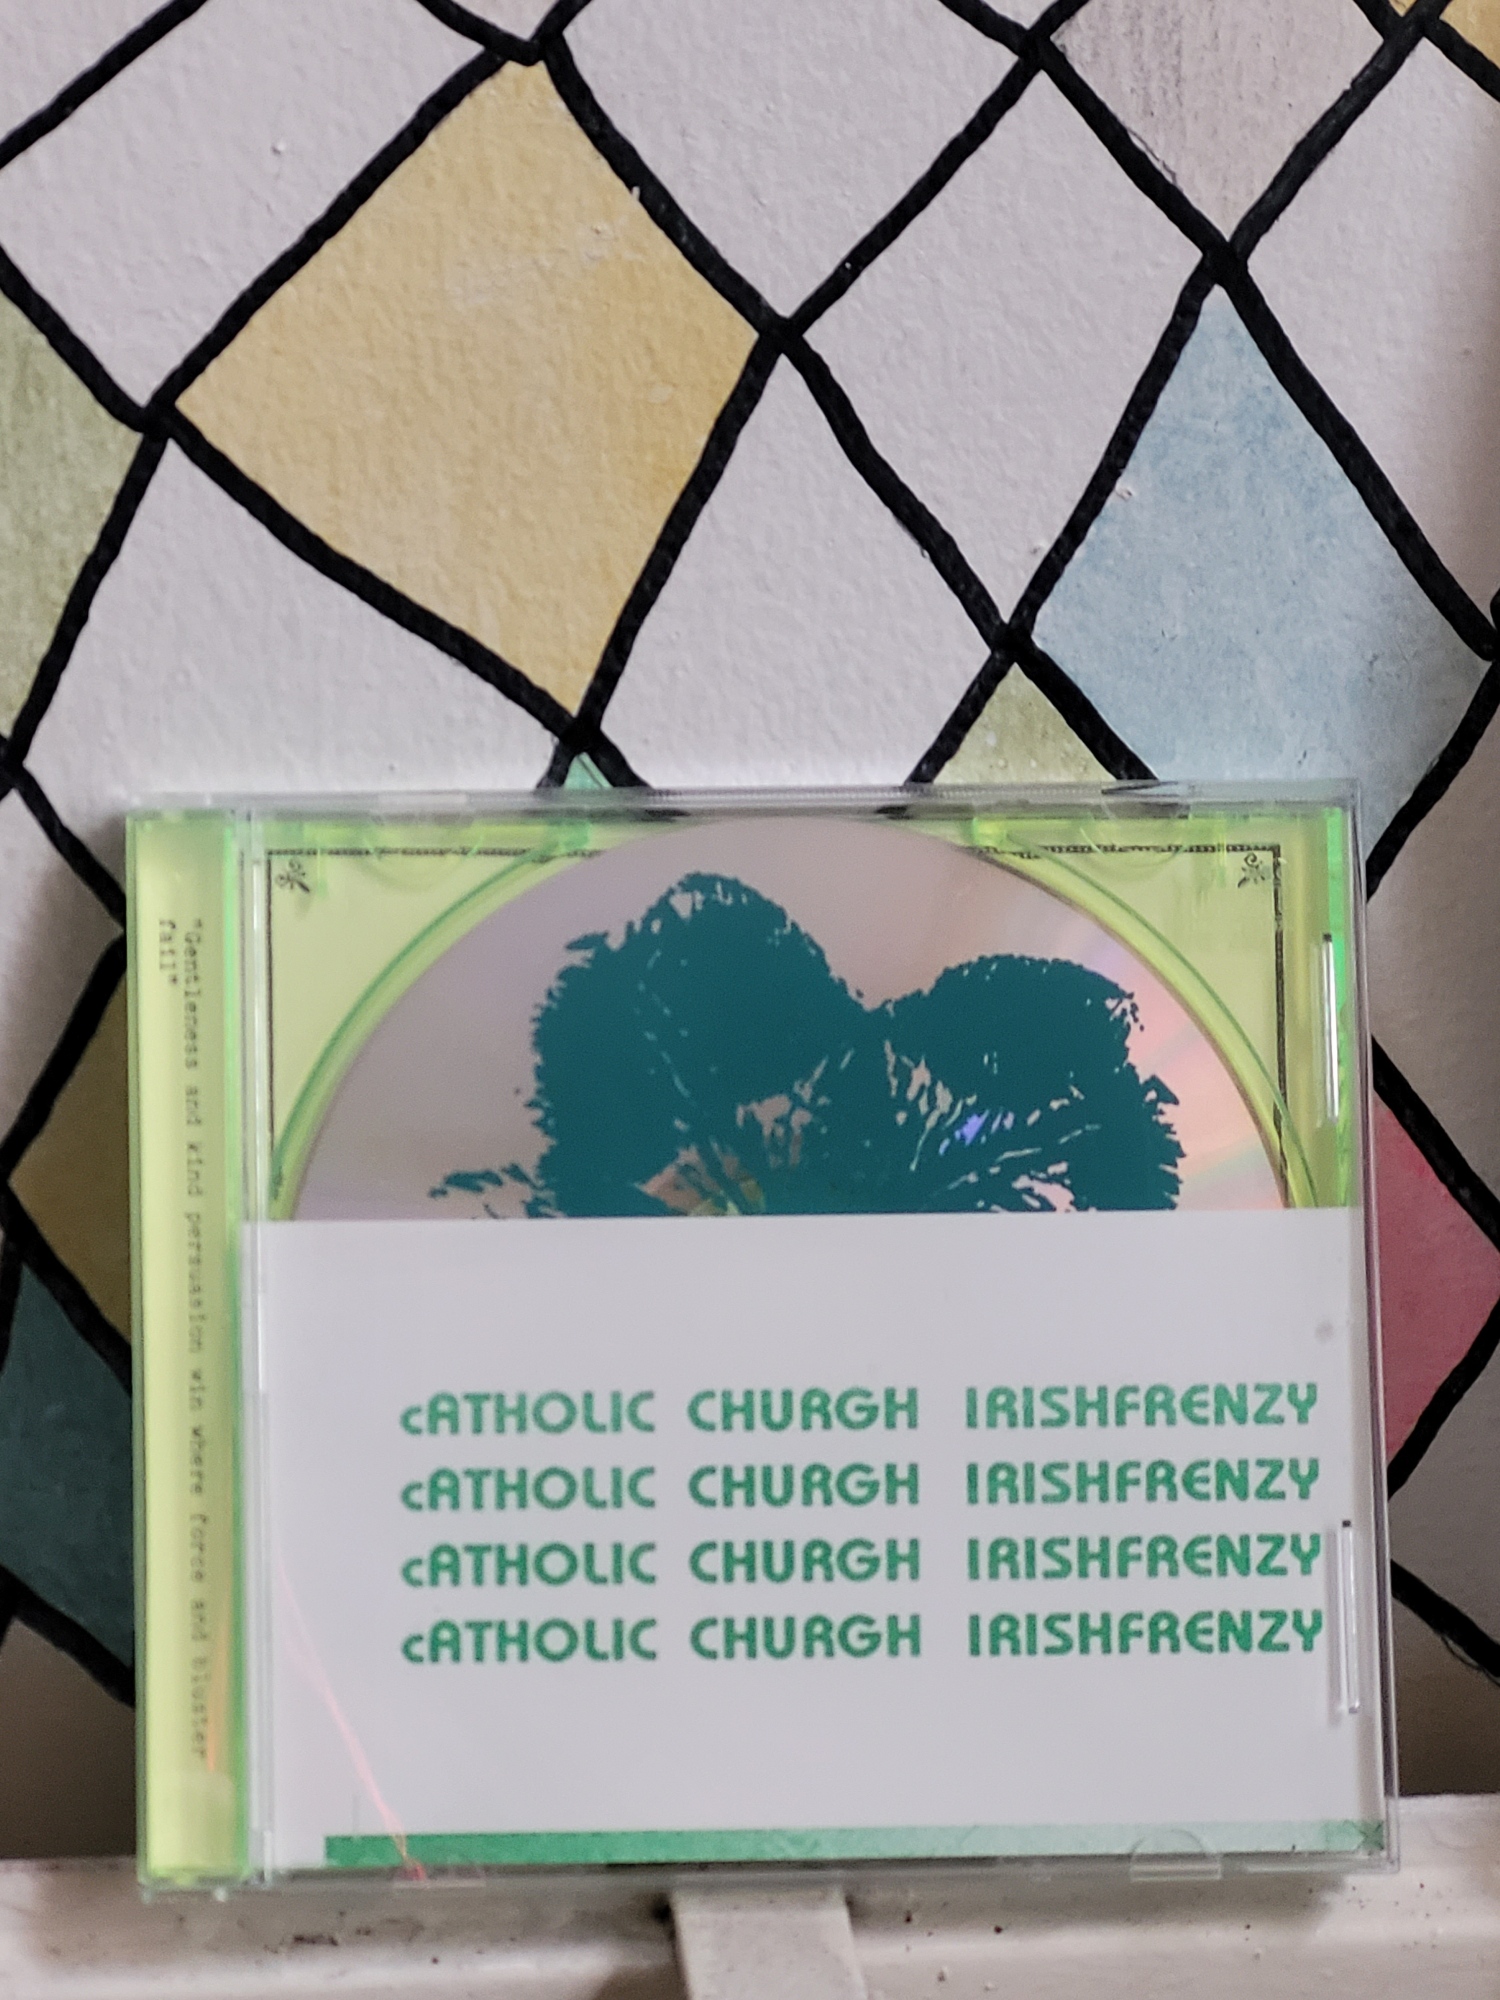 "Gentleness and kind persuasion win where force and bluster
fail"
cATHOLIC CHURGH IRISHFRENZY
cATHOLIC CHURGH IRISHFRENZY
cATHOLIC CHURGH IRISHFRENZY
cATHOLIC CHURGH IRISHFRENZY